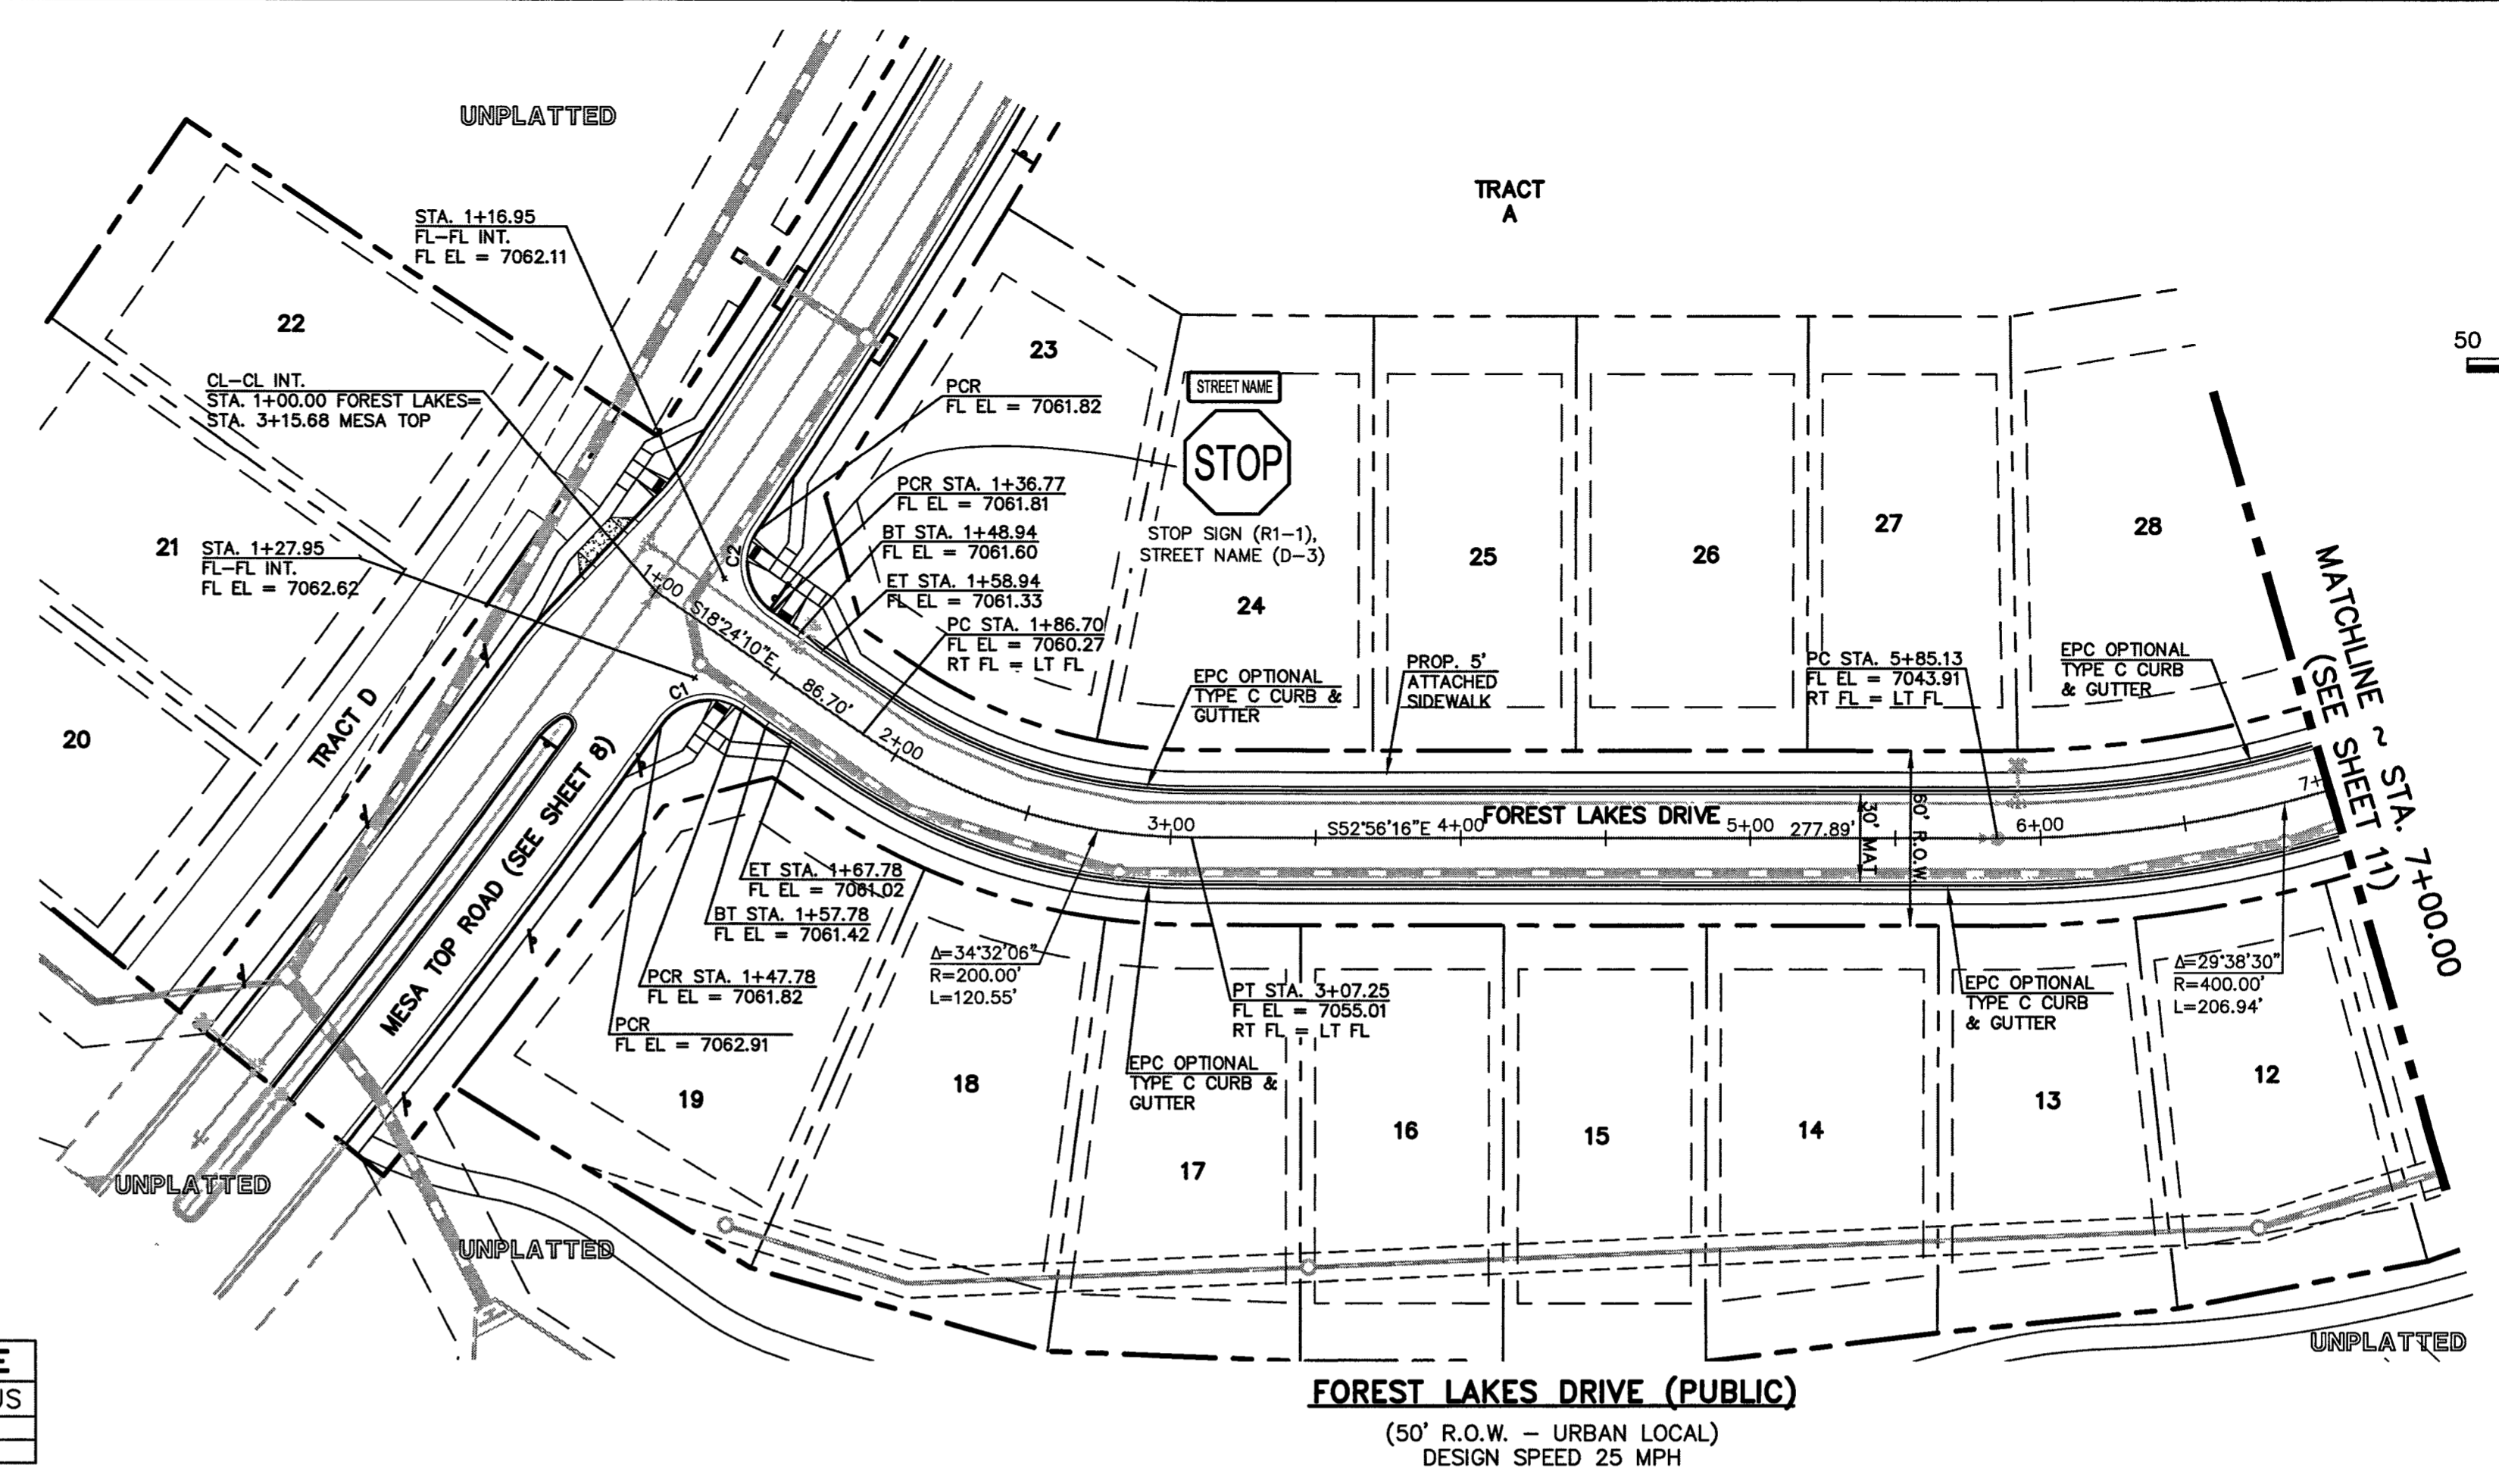 UNPLATTED
TRACT
A
STA. 1+16.95
FL-FL INT.
FL EL = 7062.11
22
23
50
CL-CL INT.
STA. 1+00.00 FOREST LAKES=
STA. 3+15.68 MESA TOP
PCR
FL EL = 7061.82
STREET NAME
STOP
STOP SIGN (R1-1),
STREET NAME (D-3)
PCR STA. 1+36.77
FL EL = 7061.81
BT STA. 1+48.94
FL EL = 7061.60
ET STA. 1+58.94
FL EL = 7061.33
PC STA. 1+86.70
FL EL = 7060.27
RT FL = LT FL
21
STA. 1+27.95
FL-FL INT.
FL EL = 7062.62
24
25
26
27
28
C2
C1
1+00
S18°24'10"E
86.70'
2+00
EPC OPTIONAL
TYPE C CURB &
GUTTER
PROP. 5'
ATTACHED
SIDEWALK
PC STA. 5+85.13
FL EL = 7043.91
RT FL = LT FL
EPC OPTIONAL
TYPE C CURB
& GUTTER
MATCHLINE ~ STA. 7+00.00
(SEE SHEET 11)
20
TRACT D
MESA TOP ROAD (SEE SHEET 8)
3+00
S52°56'16"E
4+00
FOREST LAKES DRIVE
5+00
277.89'
30' MAT
60' R.O.W.
6+00
7+
ET STA. 1+67.78
FL EL = 7061.02
BT STA. 1+57.78
FL EL = 7061.42
PCR STA. 1+47.78
FL EL = 7061.82
PCR
FL EL = 7062.91
Δ=34°32'06"
R=200.00'
L=120.55'
PT STA. 3+07.25
FL EL = 7055.01
RT FL = LT FL
EPC OPTIONAL
TYPE C CURB &
GUTTER
EPC OPTIONAL
TYPE C CURB
& GUTTER
Δ=29°38'30"
R=400.00'
L=206.94'
19
18
17
16
15
14
13
12
UNPLATTED
UNPLATTED
UNPLATTED
E
US
FOREST LAKES DRIVE (PUBLIC)
(50' R.O.W. - URBAN LOCAL)
DESIGN SPEED 25 MPH